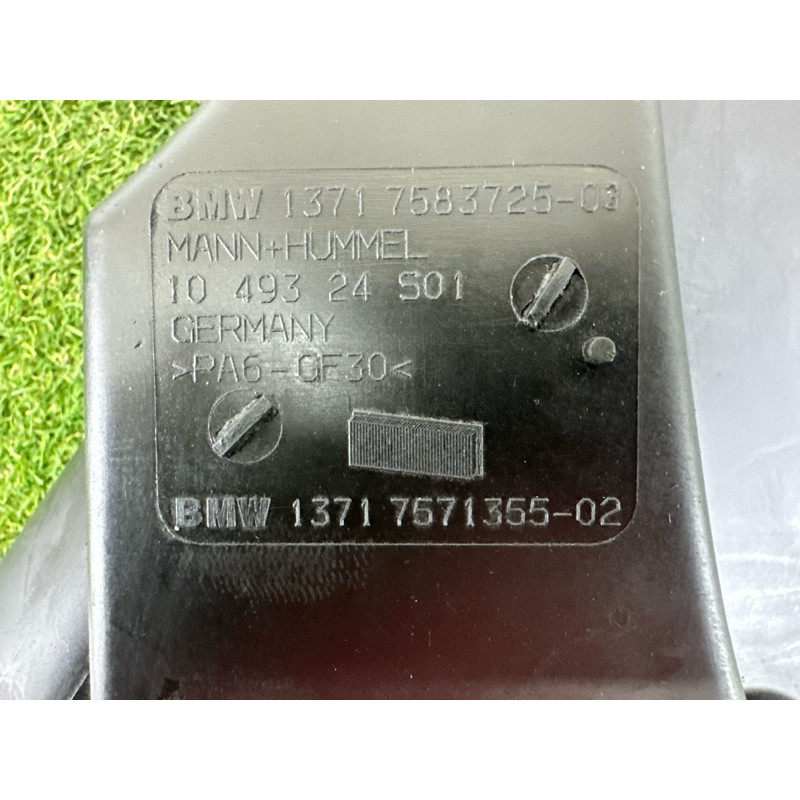 BMW 1371 7583725-03
MANN+HUMMEL
10 493 24 S01
GERMANY
>PA6-GF30<
BMW 1371 7571355-02